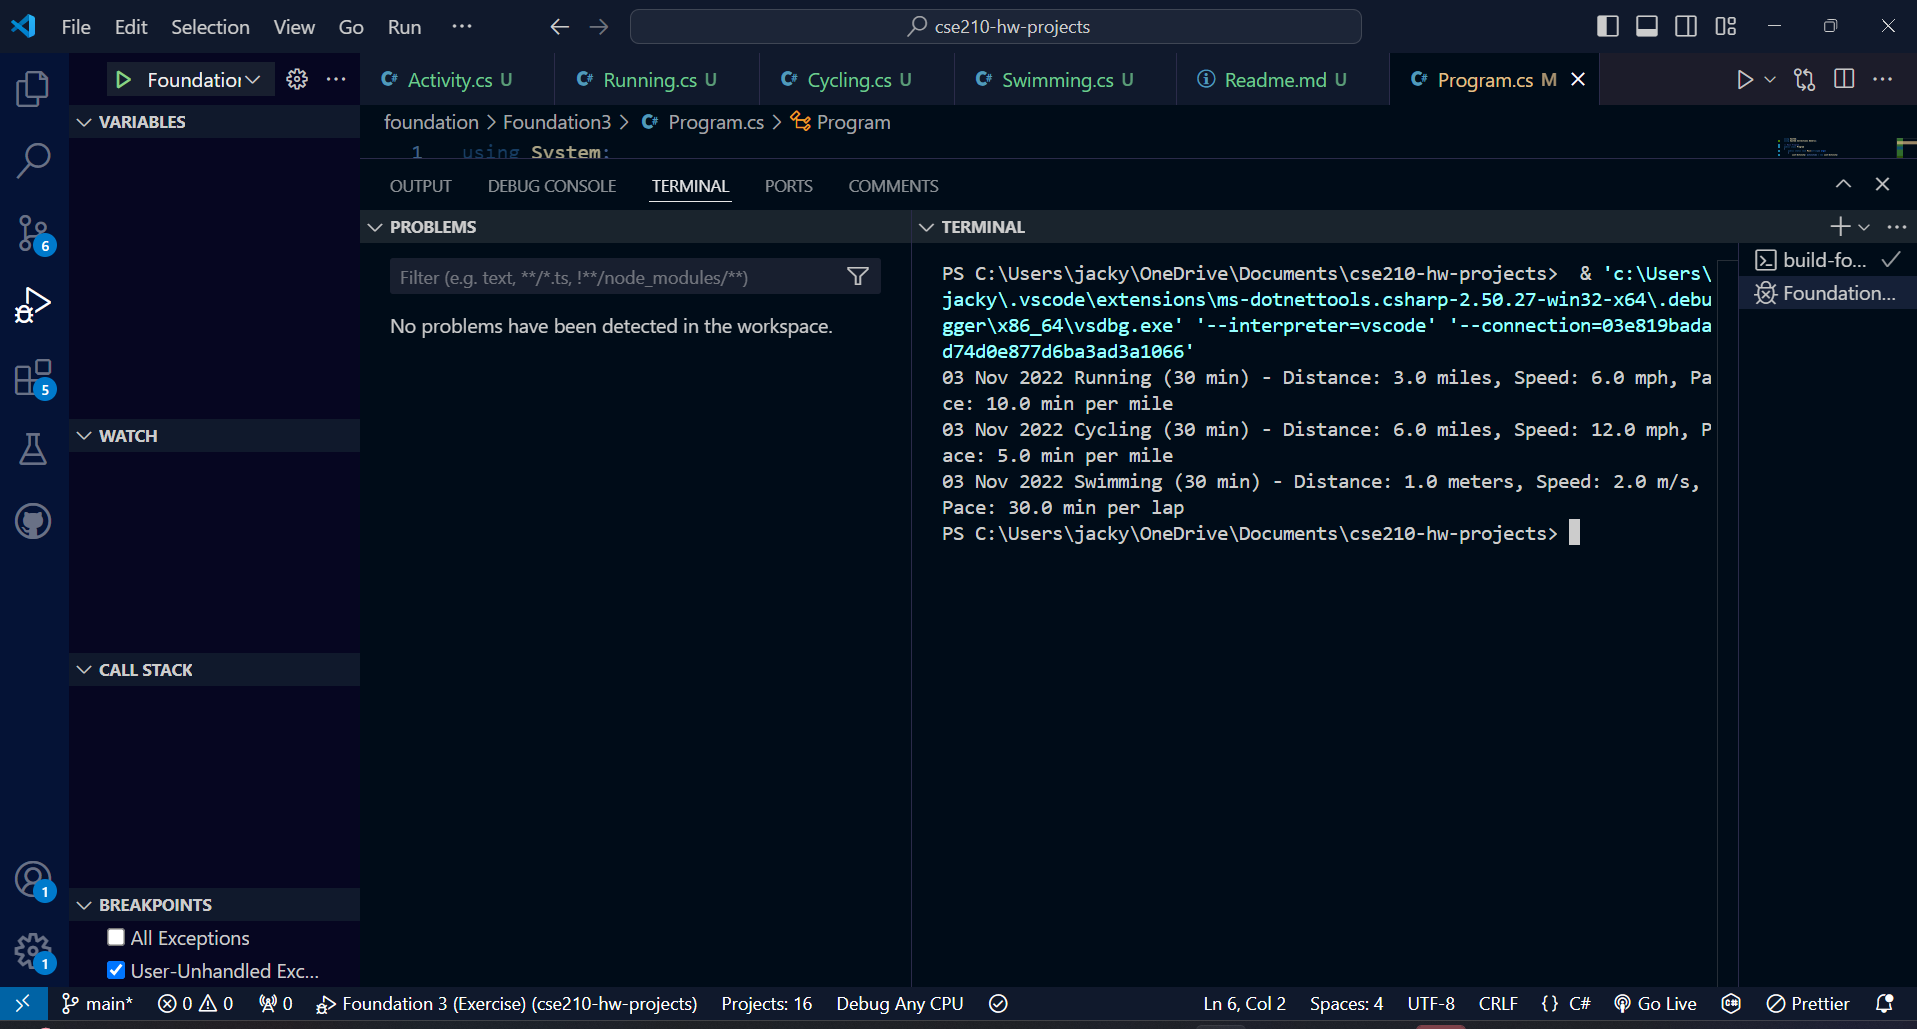 File Edit Selection View Go Run ···
cse210-hw-projects
Foundation
Activity.cs U
Running.cs U
Cycling.cs U
Swimming.cs U
Readme.md U
Program.cs M
VARIABLES
foundation > Foundation3 > Program.cs > Program
1 using System;
OUTPUT DEBUG CONSOLE TERMINAL PORTS COMMENTS
PROBLEMS
Filter (e.g. text, **/*.ts, !**/node_modules/**)
No problems have been detected in the workspace.
TERMINAL
PS C:\Users\jacky\OneDrive\Documents\cse210-hw-projects>  & 'c:\Users\
jacky\.vscode\extensions\ms-dotnettools.csharp-2.50.27-win32-x64\.debu
gger\x86_64\vsdbg.exe' '--interpreter=vscode' '--connection=03e819bada
d74d0e877d6ba3ad3a1066'
03 Nov 2022 Running (30 min) - Distance: 3.0 miles, Speed: 6.0 mph, Pa
ce: 10.0 min per mile
03 Nov 2022 Cycling (30 min) - Distance: 6.0 miles, Speed: 12.0 mph, P
ace: 5.0 min per mile
03 Nov 2022 Swimming (30 min) - Distance: 1.0 meters, Speed: 2.0 m/s,
Pace: 30.0 min per lap
PS C:\Users\jacky\OneDrive\Documents\cse210-hw-projects>
build-fo...
Foundation...
WATCH
CALL STACK
BREAKPOINTS
All Exceptions
User-Unhandled Exc...
6
5
1
1
main* 0 0 0 Foundation 3 (Exercise) (cse210-hw-projects) Projects: 16 Debug Any CPU Ln 6, Col 2 Spaces: 4 UTF-8 CRLF {} C# Go Live Prettier